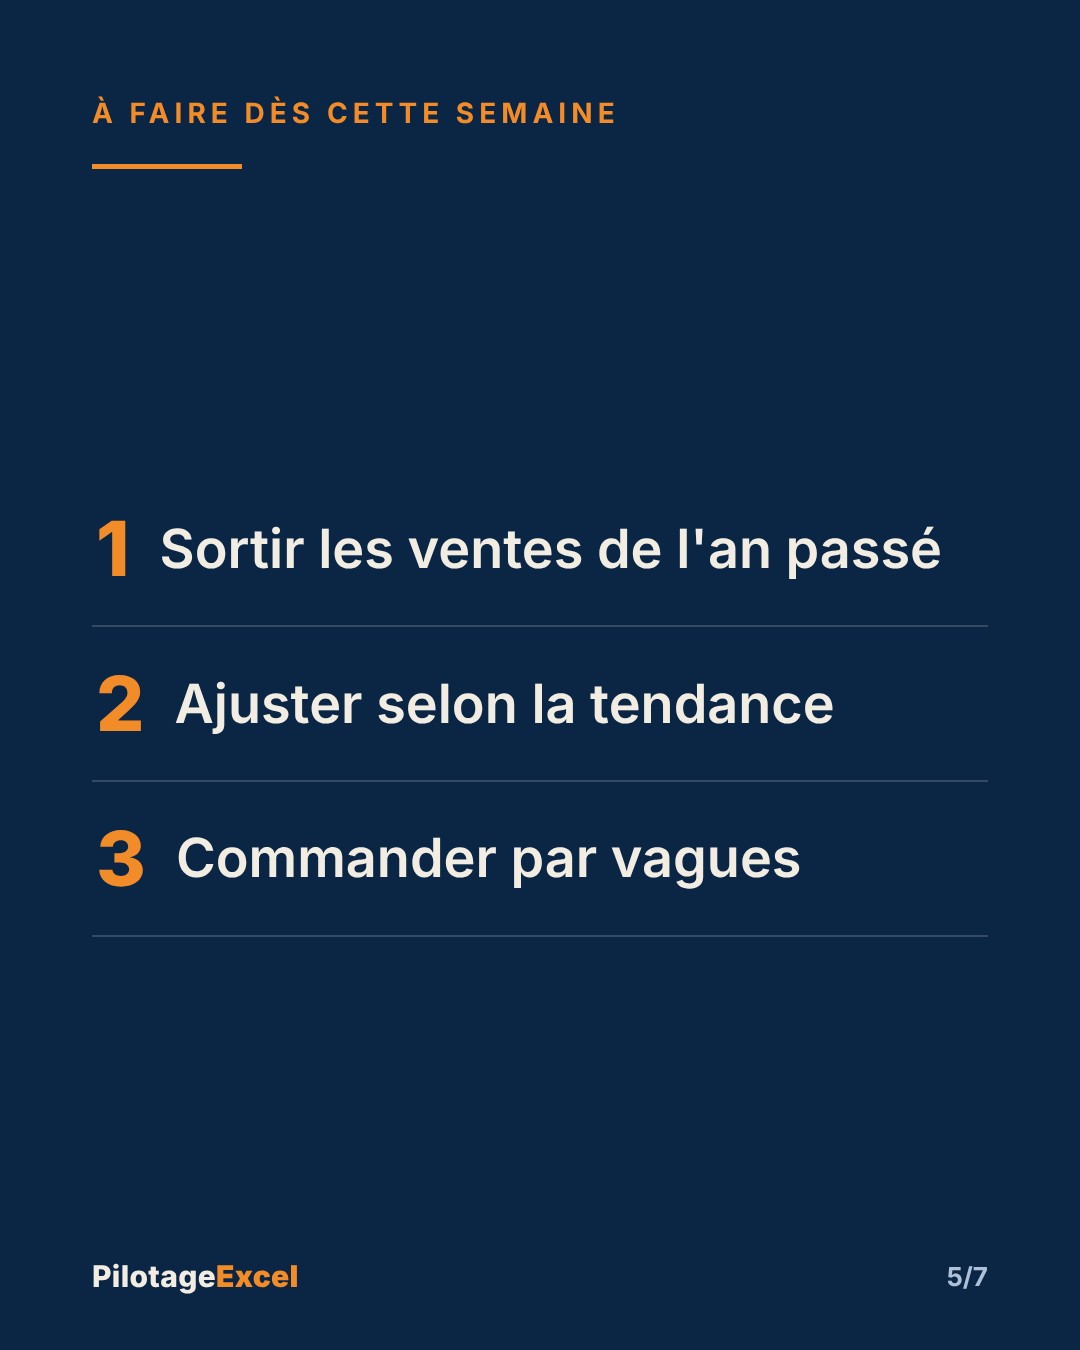 À FAIRE DÈS CETTE SEMAINE
1 Sortir les ventes de l'an passé
2 Ajuster selon la tendance
3 Commander par vagues
PilotageExcel
5/7